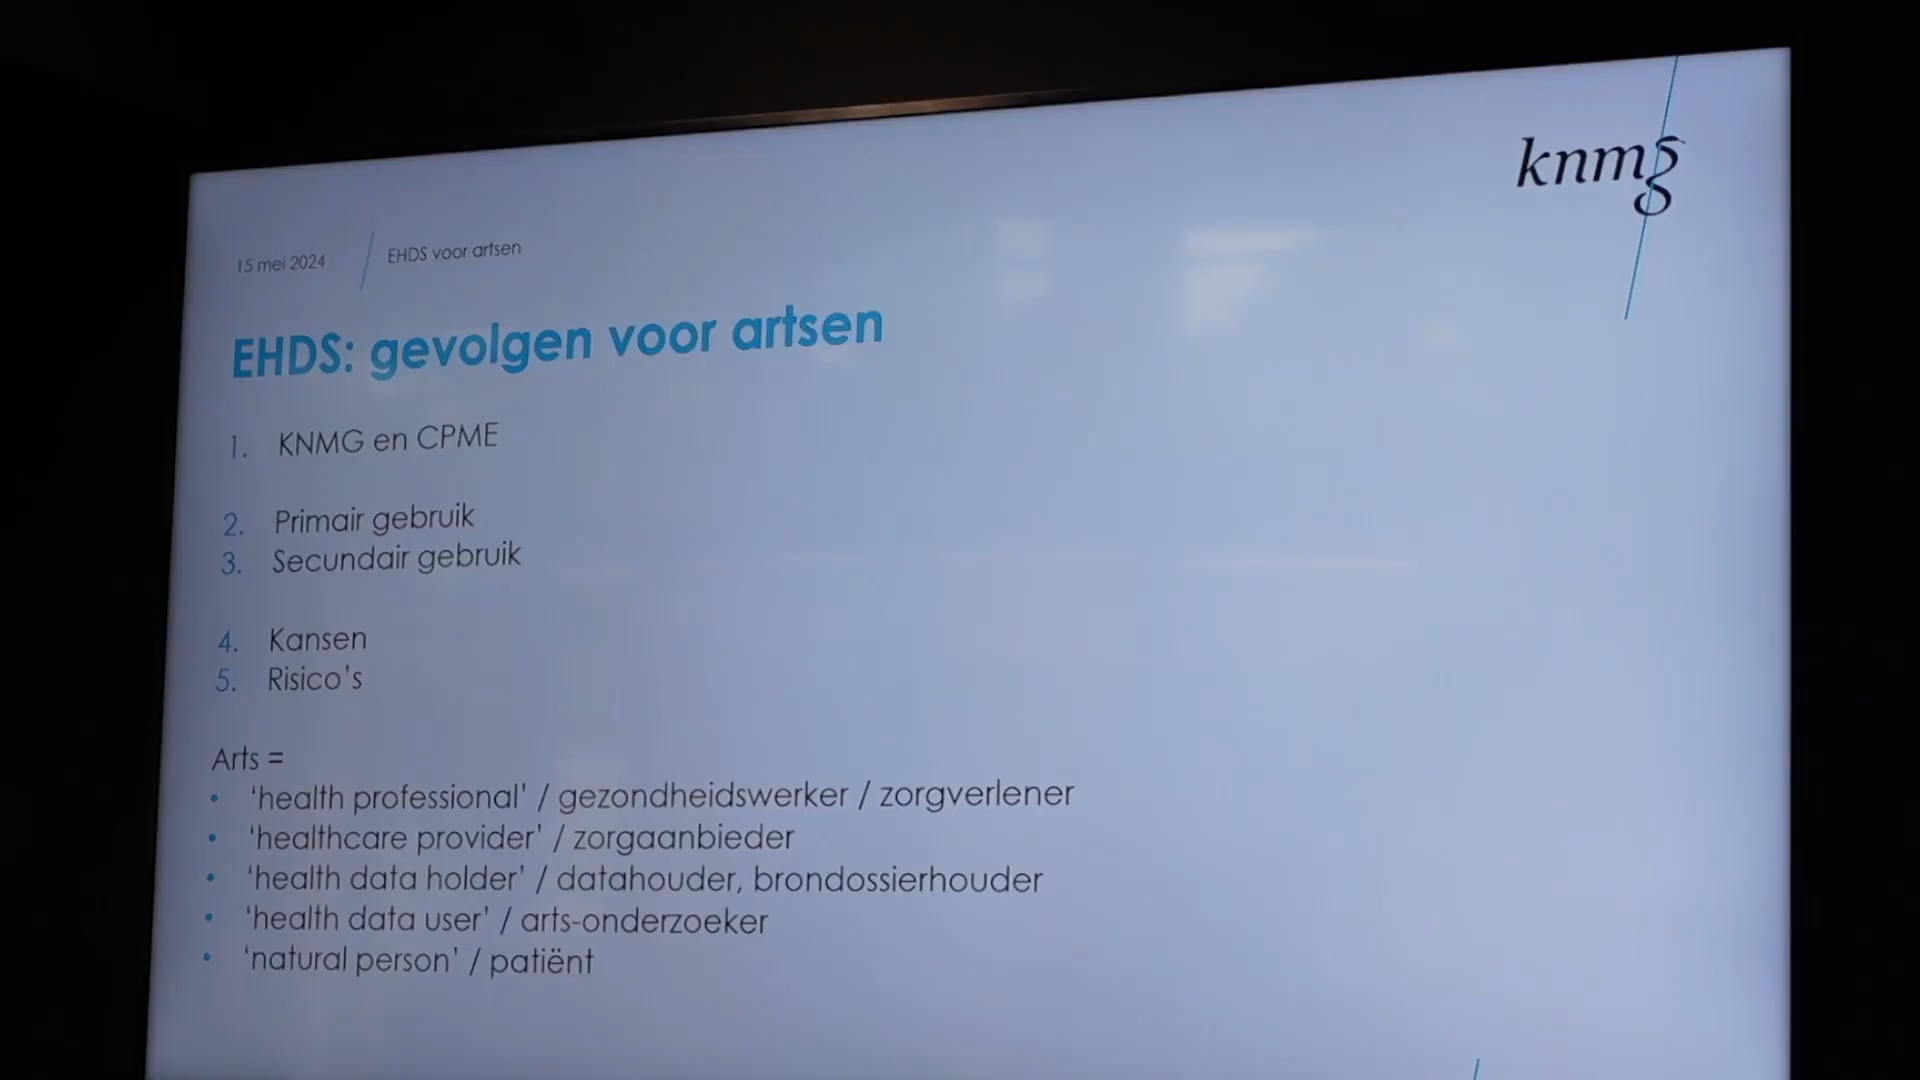 knmg
15 mei 2024
EHDS voor artsen
EHDS: gevolgen voor artsen
1. KNMG en CPME
2. Primair gebruik
3. Secundair gebruik
4. Kansen
5. Risico's
Arts =
• 'health professional' / gezondheidswerker / zorgverlener
• 'healthcare provider' / zorgaanbieder
• 'health data holder' / datahouder, brondossierhouder
• 'health data user' / arts-onderzoeker
• 'natural person' / patiënt